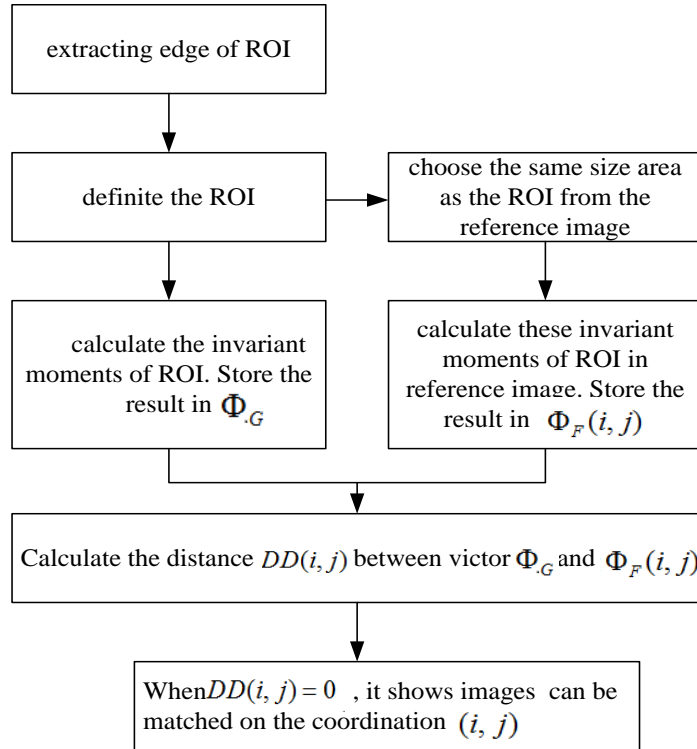 extracting edge of ROI
definite the ROI
choose the same size area
as the ROI from the
reference image
calculate the invariant
moments of ROI. Store the
result in Φ.G
calculate these invariant
moments of ROI in
reference image. Store the
result in Φ_F(i, j)
Calculate the distance DD(i, j) between victor Φ.G and Φ_F(i, j)
When DD(i, j) = 0 , it shows images can be
matched on the coordination (i, j)